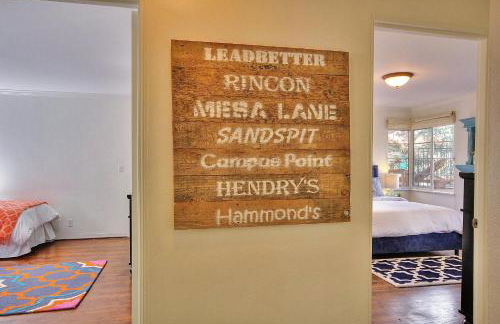 LEADBETTER
RINCON
MESA LANE
SANDSPIT
Campus Point
HENDRY'S
Hammond's